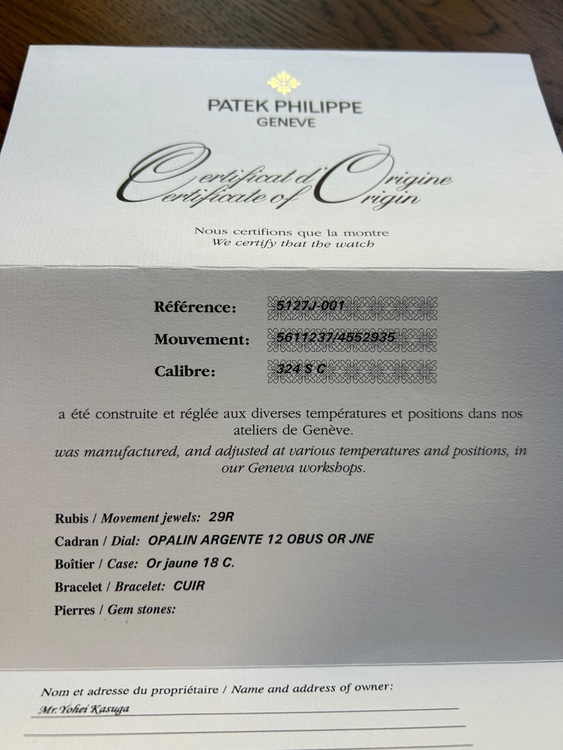 PATEK PHILIPPE
GENEVE
Certificat d'Origine
Certificate of Origin
Nous certifions que la montre
We certify that the watch
Référence: 5127J-001
Mouvement: 5611237/4552935
Calibre: 324 S C
a été construite et réglée aux diverses températures et positions dans nos
ateliers de Genève.
was manufactured, and adjusted at various temperatures and positions, in
our Geneva workshops.
Rubis / Movement jewels: 29R
Cadran / Dial: OPALIN ARGENTE 12 OBUS OR JNE
Boîtier / Case: Or jaune 18 C.
Bracelet / Bracelet: CUIR
Pierres / Gem stones:
Nom et adresse du propriétaire / Name and address of owner:
Mr. Yohei Kasuga